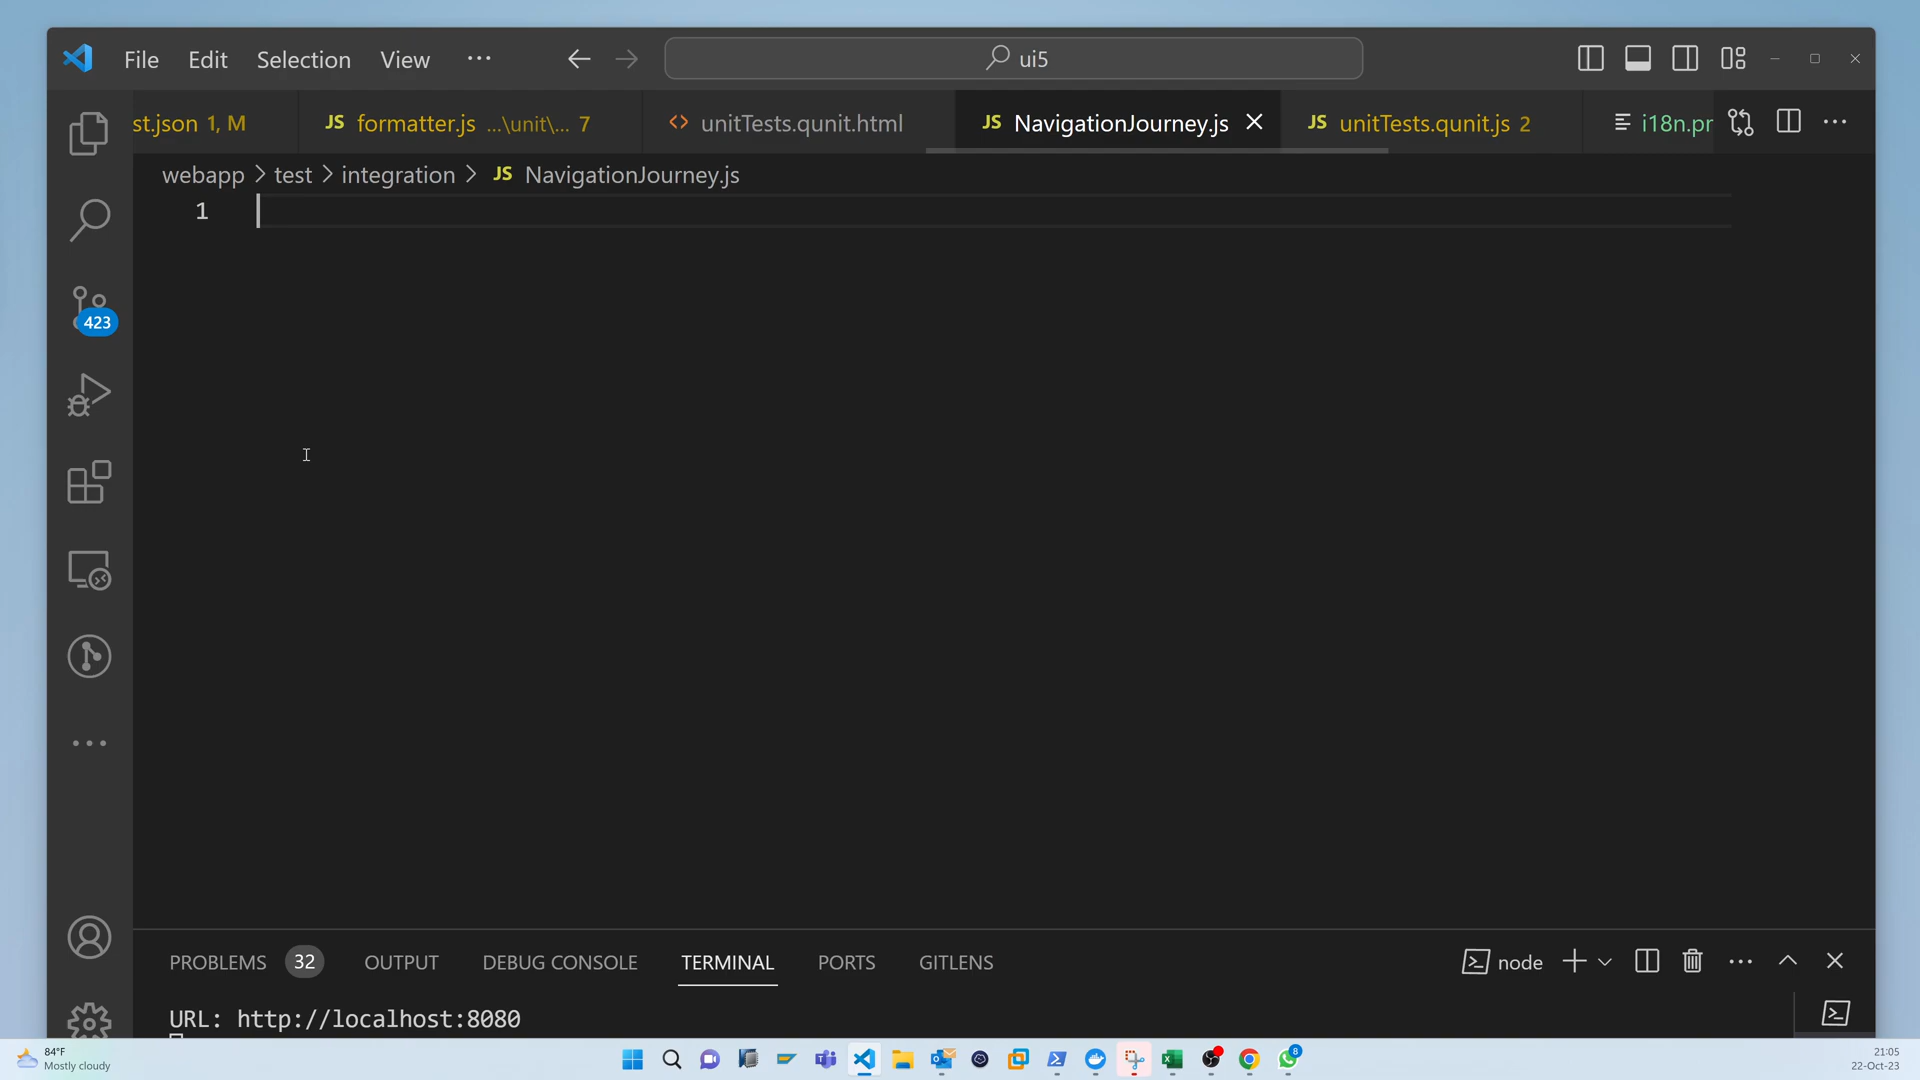 File Edit Selection View ··· ui5
st.json 1, M JS formatter.js ...\unit\... 7 <> unitTests.qunit.html JS NavigationJourney.js JS unitTests.qunit.js 2 i18n.pr
webapp > test > integration > JS NavigationJourney.js
1
423
PROBLEMS 32 OUTPUT DEBUG CONSOLE TERMINAL PORTS GITLENS node
URL: http://localhost:8080
84°F
Mostly cloudy
8
21:05
22-Oct-23